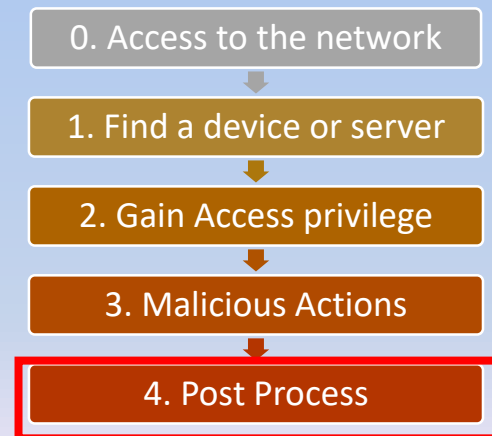 0. Access to the network
1. Find a device or server
2. Gain Access privilege
3. Malicious Actions
4. Post Process